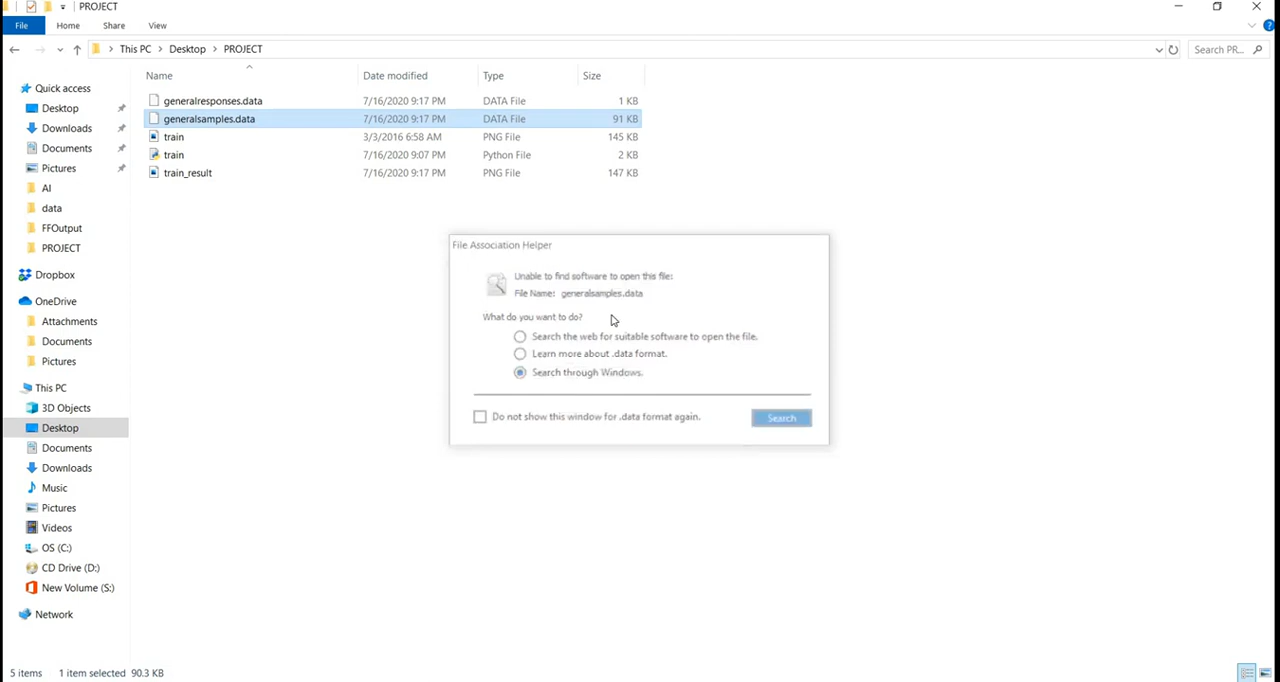 PROJECT
File Home Share View
This PC > Desktop > PROJECT Search PR...
Name Date modified Type Size
generalresponses.data 7/16/2020 9:17 PM DATA File 1 KB
generalsamples.data 7/16/2020 9:17 PM DATA File 91 KB
train 3/3/2016 6:58 AM PNG File 145 KB
train 7/16/2020 9:07 PM Python File 2 KB
train_result 7/16/2020 9:17 PM PNG File 147 KB
Quick access
Desktop
Downloads
Documents
Pictures
AI
data
FFOutput
PROJECT
Dropbox
OneDrive
Attachments
Documents
Pictures
This PC
3D Objects
Desktop
Documents
Downloads
Music
Pictures
Videos
OS (C:)
CD Drive (D:)
New Volume (S:)
Network
File Association Helper
Unable to find software to open this file:
File Name: generalsamples.data
What do you want to do?
Search the web for suitable software to open the file.
Learn more about .data format.
Search through Windows.
Do not show this window for .data format again. Search
5 items 1 item selected 90.3 KB